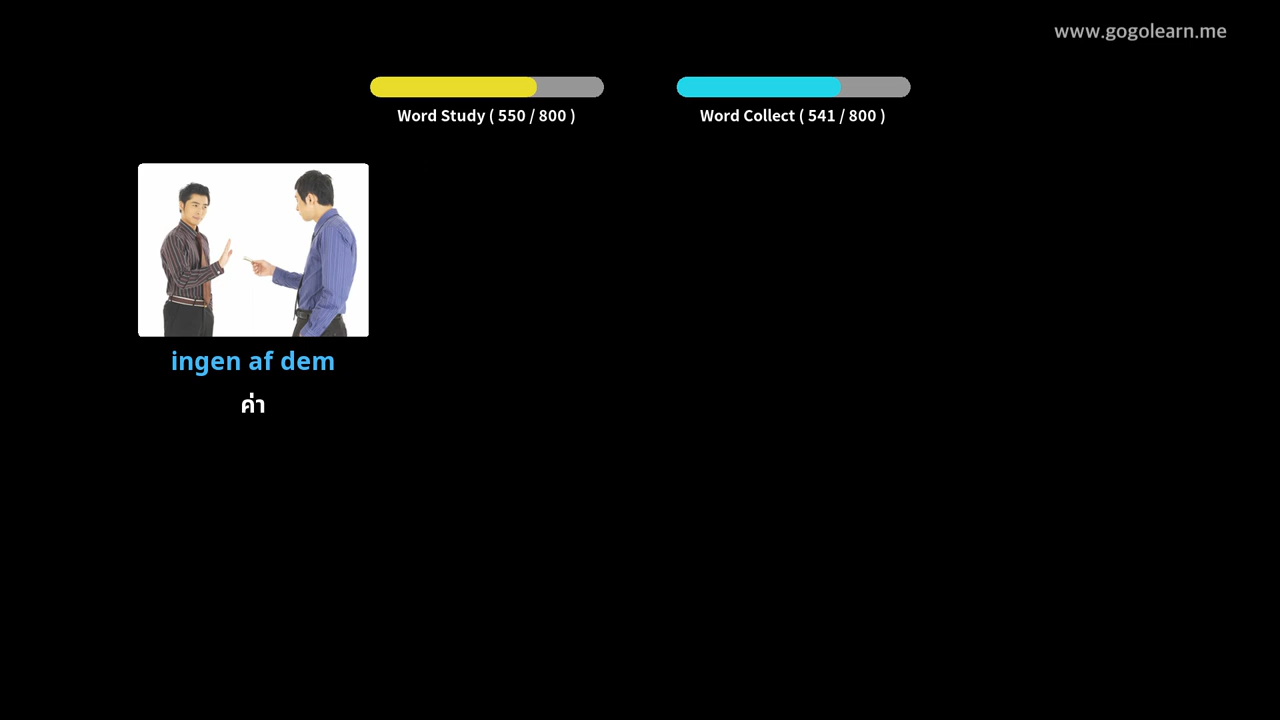 www.gogolearn.me
Word Study ( 550 / 800 )
Word Collect ( 541 / 800 )
ingen af dem
ค่า